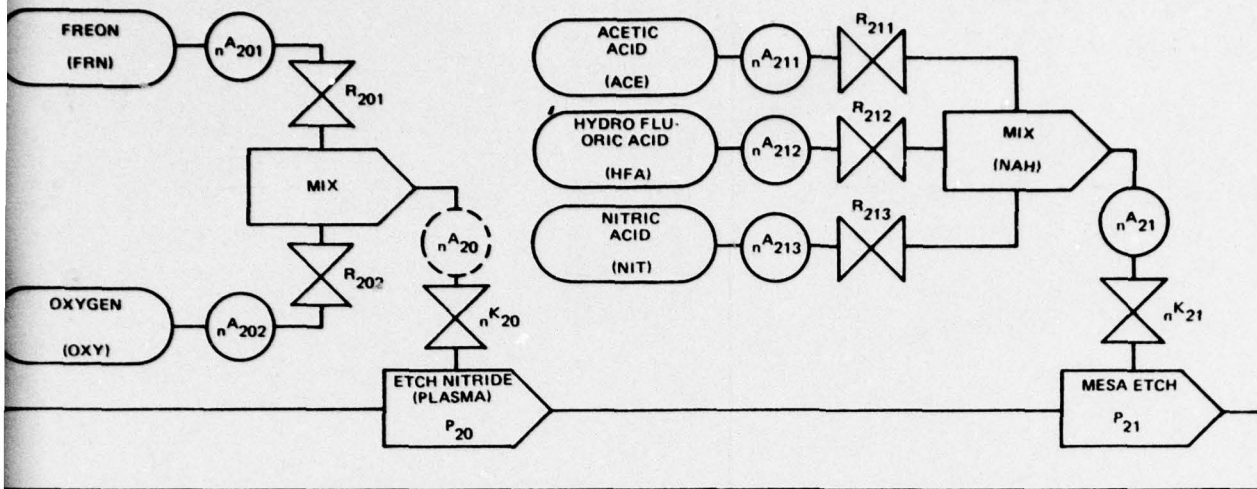 FREON
(FRN)
nA201
R201
MIX
R202
OXYGEN
(OXY)
nA202
nA20
nK20
ETCH NITRIDE
(PLASMA)
P20
ACETIC
ACID
(ACE)
nA211
R211
HYDRO FLU-
ORIC ACID
(HFA)
nA212
R212
NITRIC
ACID
(NIT)
nA213
R213
MIX
(NAH)
nA21
nK21
MESA ETCH
P21